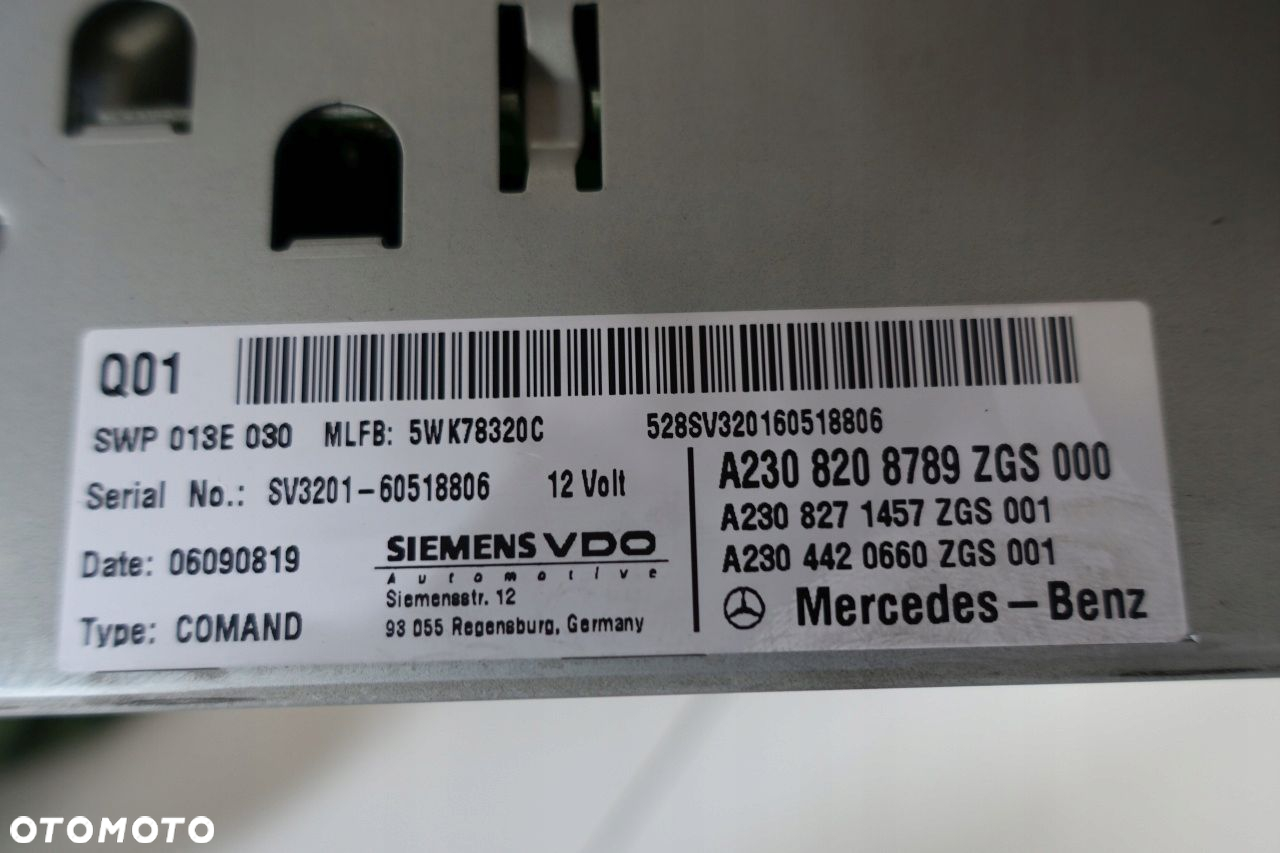 Q01
SWP 013E 030 MLFB: 5WK78320C 528SV320160518806
Serial No.: SV3201-60518806 12 Volt
Date: 06090819
Type: COMAND
SIEMENS VDO
Automotive
Siemensstr. 12
93 055 Regensburg, Germany
A230 820 8789 ZGS 000
A230 827 1457 ZGS 001
A230 442 0660 ZGS 001
Mercedes-Benz
OTOMOTO